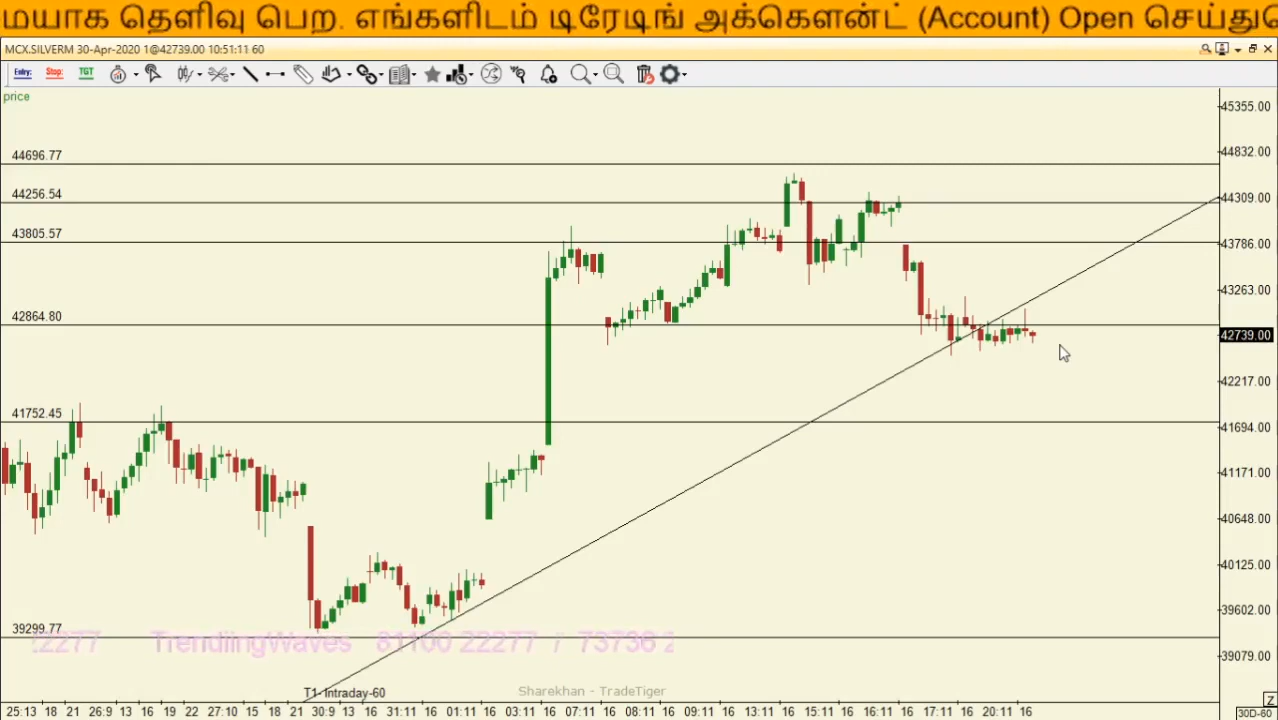 மயாக தெளிவு பெற. எங்களிடம் டிரேடிங் அக்கௌன்ட் (Account) Open செய்து
MCX.SILVERM 30-Apr-2020 1@42739.00 10:51:11 60
Entry: Stop: TGT
price
45355.00
44832.00
44696.77
44309.00
44256.54
43805.57
43786.00
43263.00
42864.80
42739.00
42217.00
41752.45
41694.00
41171.00
40648.00
40125.00
39602.00
39299.77
22277 TrendlingWaves 81100 22277 / 73736 2
39079.00
T1- Intraday-60
Sharekhan - TradeTiger
Z
25:13 18 21 26:9 13 16 19 22 27:10 15 18 21 30:9 13 16 31:11 16 01:11 16 03:11 16 07:11 16 08:11 16 09:11 16 13:11 16 15:11 16 16:11 16 17:11 16 20:11 16
30D-60